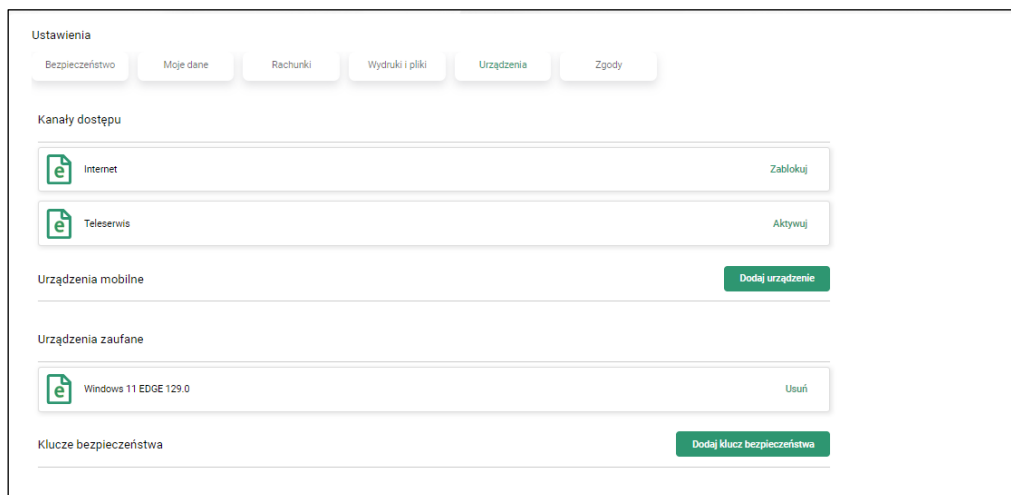 Ustawienia
Bezpieczeństwo Moje dane Rachunki Wydruki i pliki Urządzenia Zgody
Kanały dostępu
Internet Zablokuj
Teleserwis Aktywuj
Urządzenia mobilne Dodaj urządzenie
Urządzenia zaufane
Windows 11 EDGE 129.0 Usuń
Klucze bezpieczeństwa Dodaj klucz bezpieczeństwa